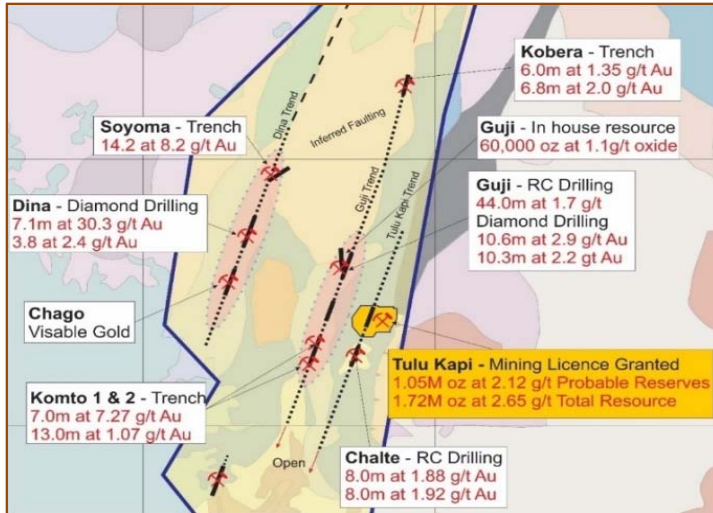 Kobera - Trench
6.0m at 1.35 g/t Au
6.8m at 2.0 g/t Au
Dina Trend
Soyoma - Trench
14.2 at 8.2 g/t Au
Inferred Faulting
Guji - In house resource
60,000 oz at 1.1g/t oxide
Guji Trend
Tulu Kapi Trend
Guji - RC Drilling
44.0m at 1.7 g/t
Diamond Drilling
10.6m at 2.9 g/t Au
10.3m at 2.2 gt Au
Dina - Diamond Drilling
7.1m at 30.3 g/t Au
3.8 at 2.4 g/t Au
Chago
Visable Gold
Tulu Kapi - Mining Licence Granted
1.05M oz at 2.12 g/t Probable Reserves
1.72M oz at 2.65 g/t Total Resource
Komto 1 & 2 - Trench
7.0m at 7.27 g/t Au
13.0m at 1.07 g/t Au
Open
Chalte - RC Drilling
8.0m at 1.88 g/t Au
8.0m at 1.92 g/t Au